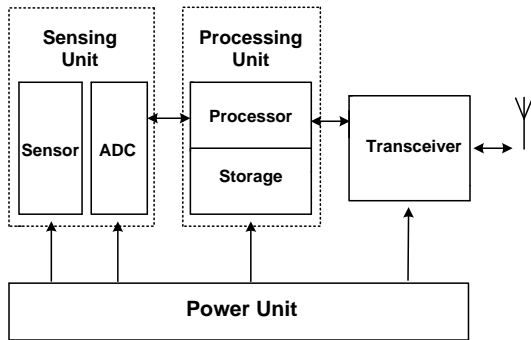 Sensing
Unit
Processing
Unit
Sensor
ADC
Processor
Storage
Transceiver
Power Unit